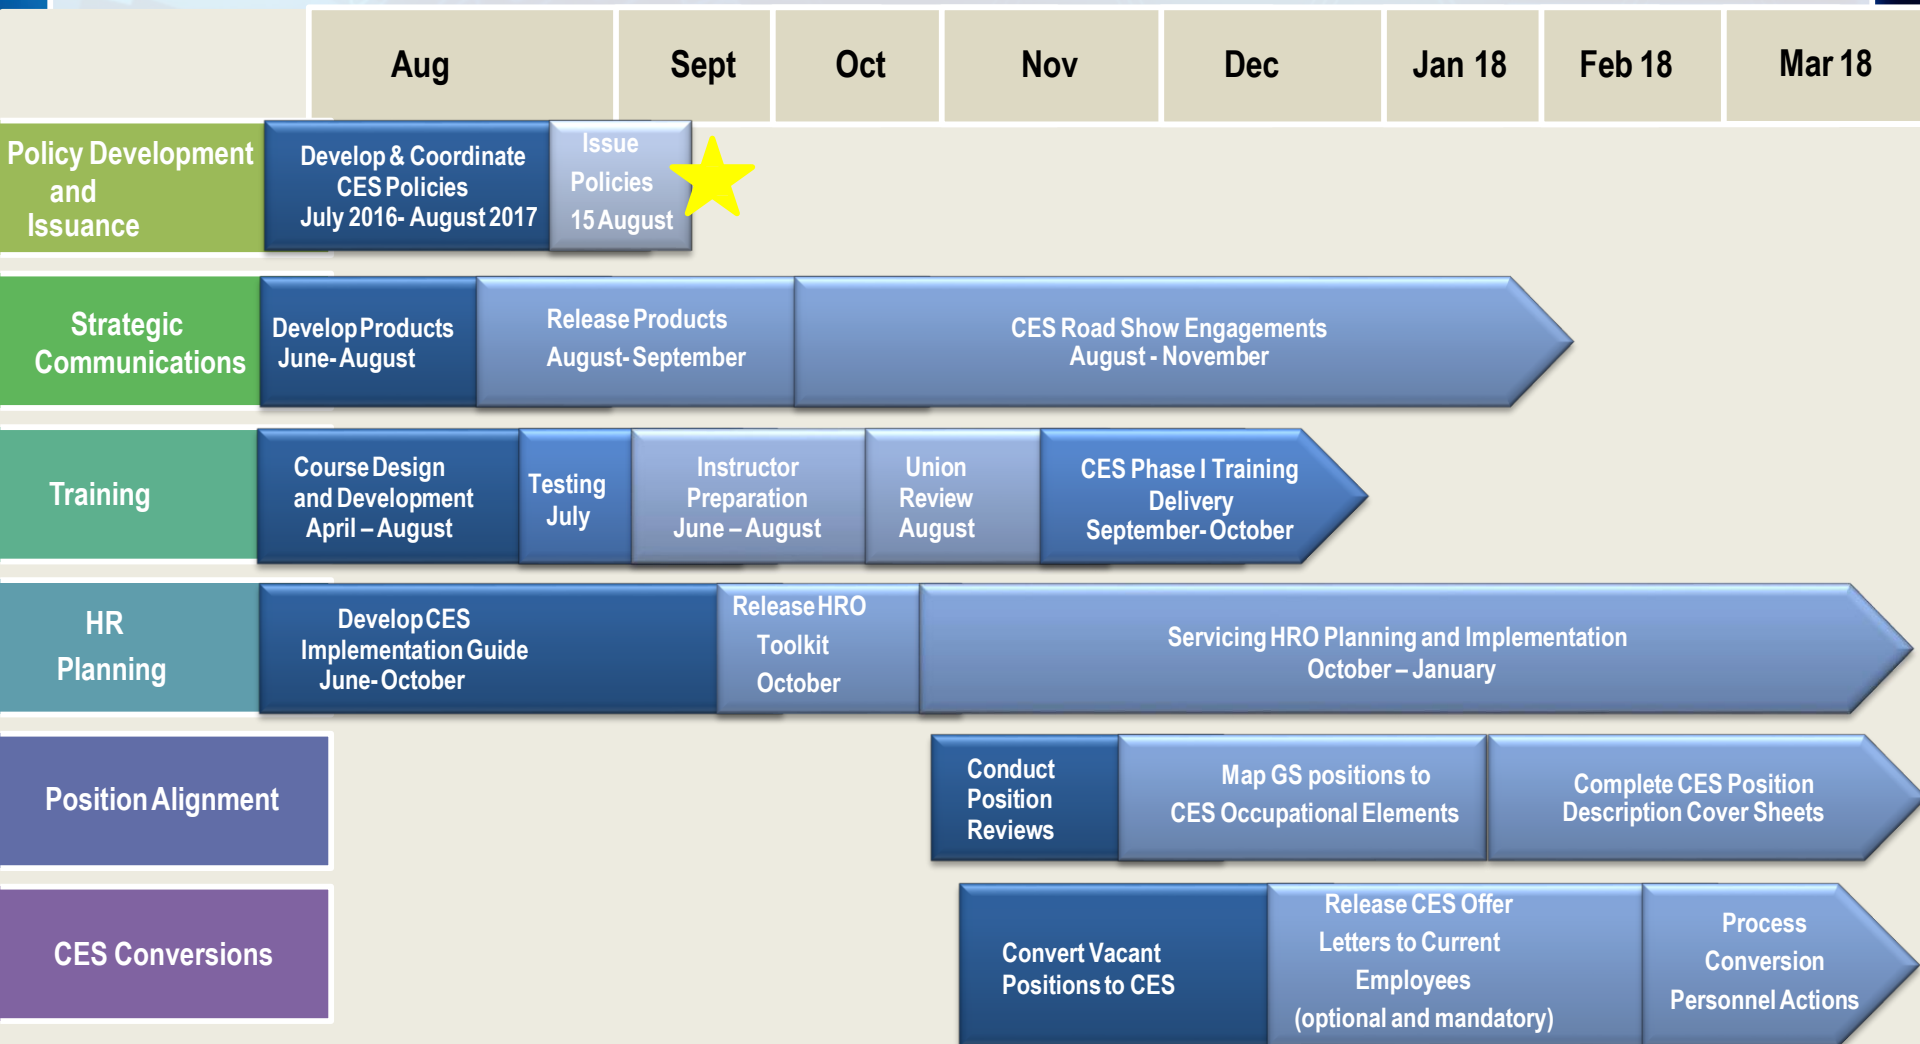 Aug
Sept
Oct
Nov
Dec
Jan 18
Feb 18
Mar 18
Policy Development
and
Issuance
Develop & Coordinate
CES Policies
July 2016- August 2017
Issue
Policies
15 August
Strategic
Communications
Develop Products
June- August
Release Products
August- September
CES Road Show Engagements
August - November
Training
Course Design
and Development
April – August
Testing
July
Instructor
Preparation
June – August
Union
Review
August
CES Phase I Training
Delivery
September- October
HR
Planning
Develop CES
Implementation Guide
June- October
Release HRO
Toolkit
October
Servicing HRO Planning and Implementation
October – January
Position Alignment
Conduct
Position
Reviews
Map GS positions to
CES Occupational Elements
Complete CES Position
Description Cover Sheets
CES Conversions
Convert Vacant
Positions to CES
Release CES Offer
Letters to Current
Employees
(optional and mandatory)
Process
Conversion
Personnel Actions